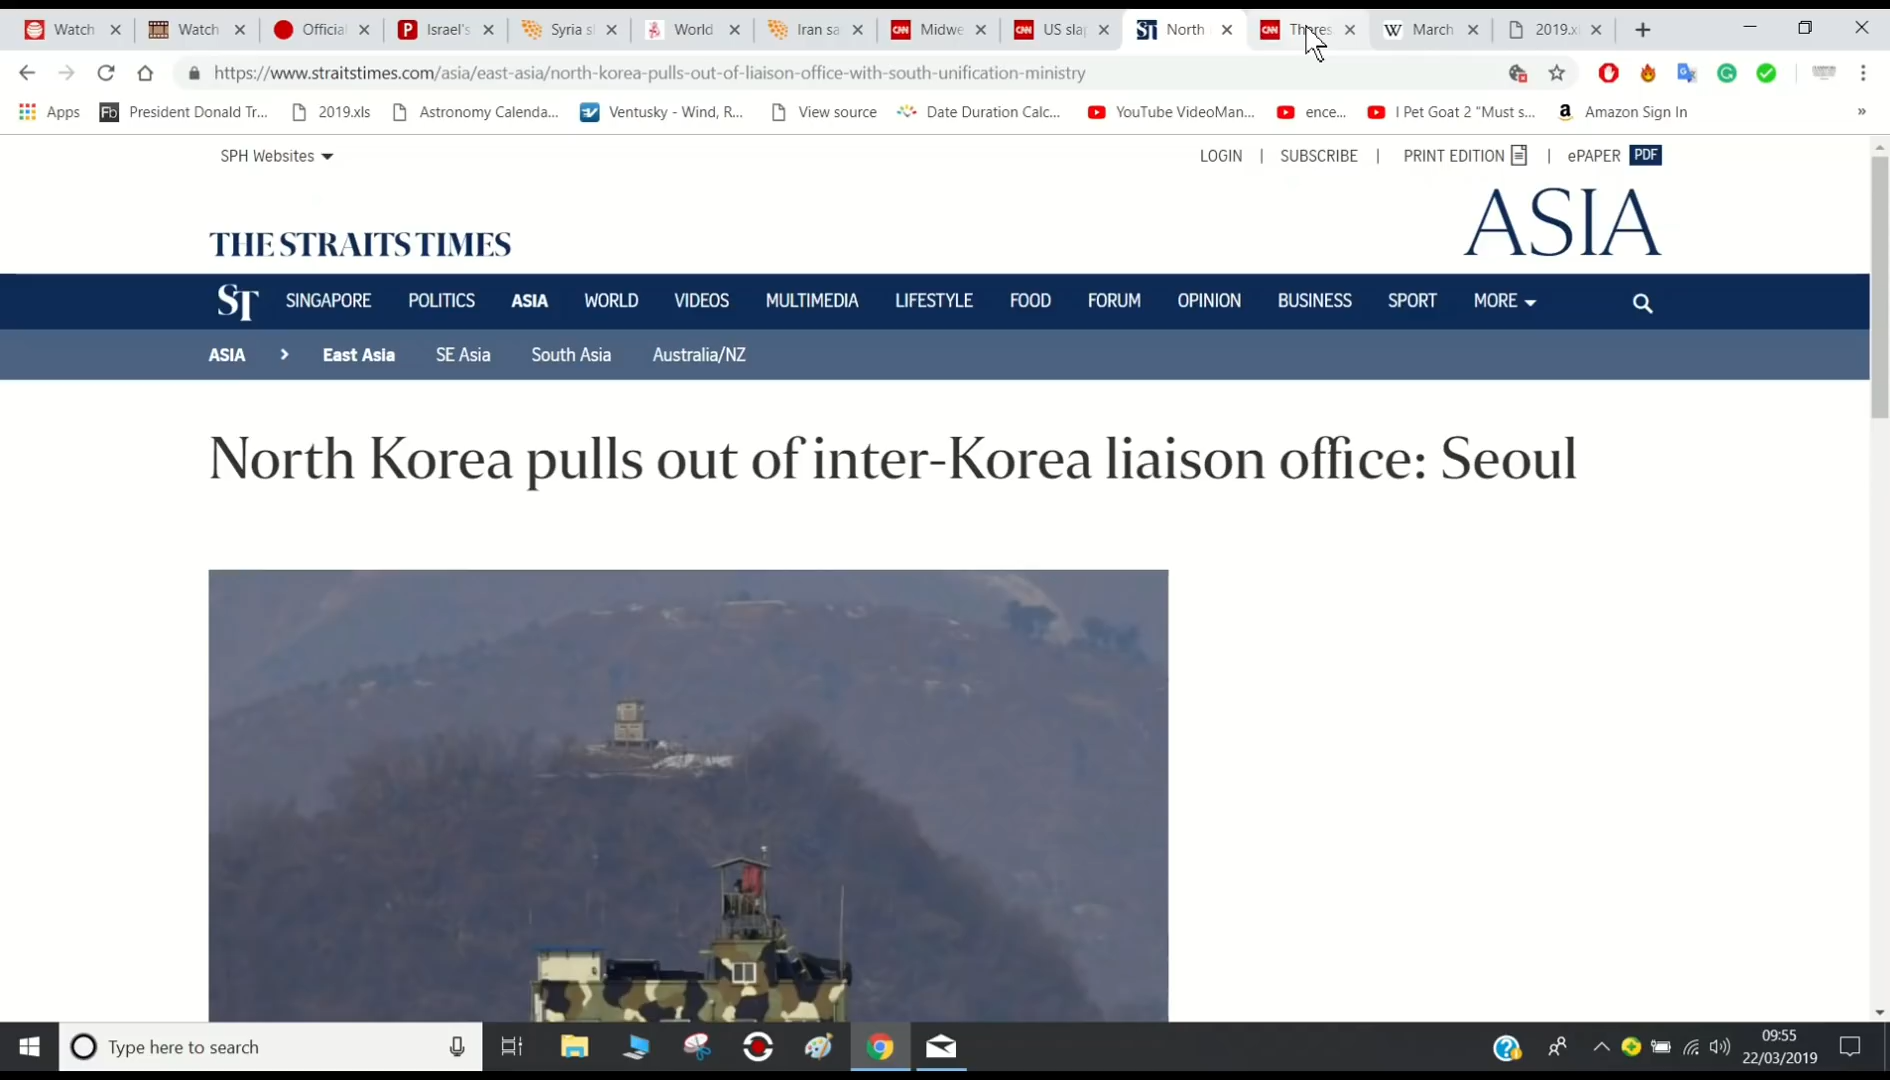 Watch
Watch
Official
Israel's
Syria
World
Iran sa
Midwe
US sla
North
Theres
March
2019.x
https://www.straitstimes.com/asia/east-asia/north-korea-pulls-out-of-liaison-office-with-south-unification-ministry
Apps
President Donald Tr...
2019.xls
Astronomy Calenda...
Ventusky - Wind, R...
View source
Date Duration Calc...
YouTube VideoMan...
ence...
I Pet Goat 2 "Must s...
Amazon Sign In
»
SPH Websites
LOGIN | SUBSCRIBE | PRINT EDITION | ePAPER PDF
THE STRAITS TIMES
ASIA
ST SINGAPORE POLITICS ASIA WORLD VIDEOS MULTIMEDIA LIFESTYLE FOOD FORUM OPINION BUSINESS SPORT MORE
ASIA > East Asia SE Asia South Asia Australia/NZ
North Korea pulls out of inter-Korea liaison office: Seoul
Type here to search
09:55
22/03/2019